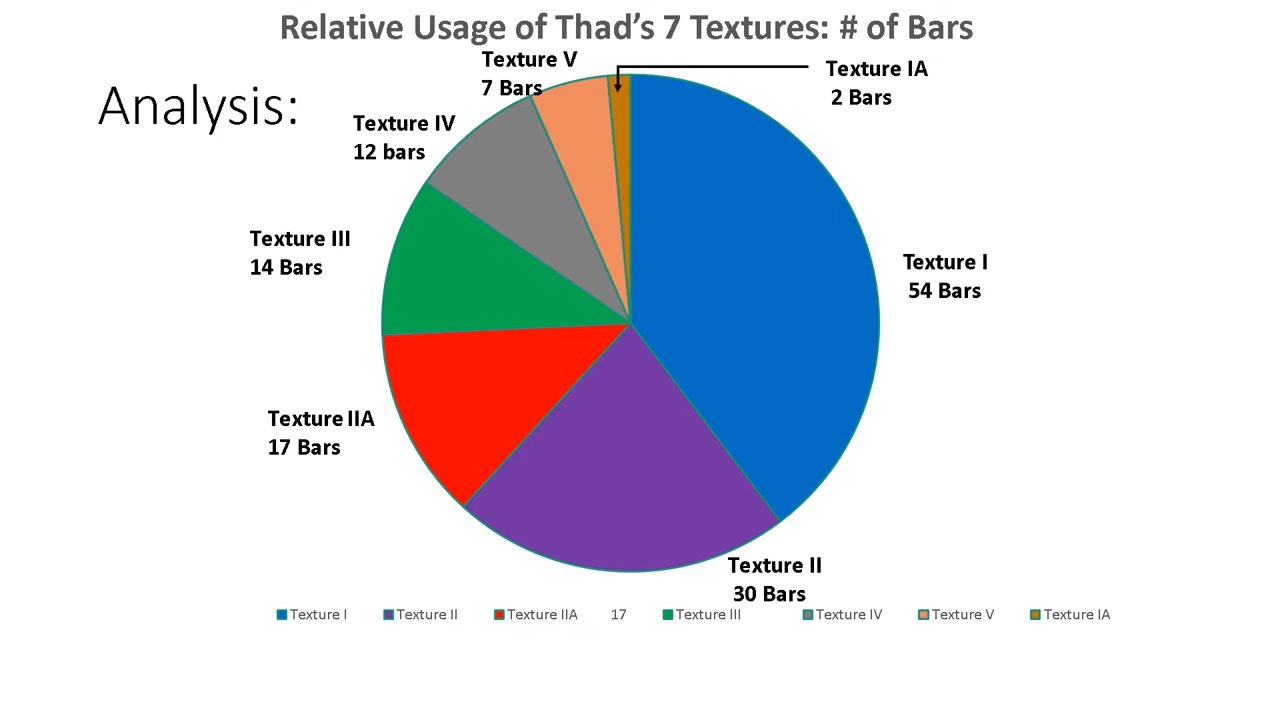 Relative Usage of Thad's 7 Textures: # of Bars
Analysis:
Texture V
7 Bars
Texture IA
2 Bars
Texture IV
12 bars
Texture III
14 Bars
Texture I
54 Bars
Texture IIA
17 Bars
Texture II
30 Bars
Texture I Texture II Texture IIA 17 Texture III Texture IV Texture V Texture IA